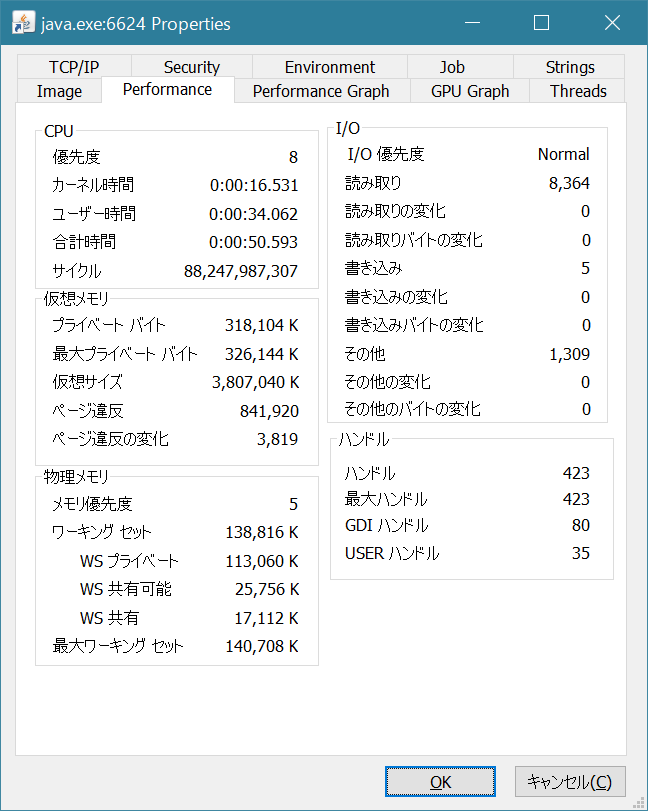 java.exe:6624 Properties
TCP/IP Security Environment Job Strings
Image Performance Performance Graph GPU Graph Threads
CPU
優先度 8
カーネル時間 0:00:16.531
ユーザー時間 0:00:34.062
合計時間 0:00:50.593
サイクル 88,247,987,307
仮想メモリ
プライベート バイト 318,104 K
最大プライベート バイト 326,144 K
仮想サイズ 3,807,040 K
ページ違反 841,920
ページ違反の変化 3,819
物理メモリ
メモリ優先度 5
ワーキング セット 138,816 K
WS プライベート 113,060 K
WS 共有可能 25,756 K
WS 共有 17,112 K
最大ワーキング セット 140,708 K
I/O
I/O 優先度 Normal
読み取り 8,364
読み取りの変化 0
読み取りバイトの変化 0
書き込み 5
書き込みの変化 0
書き込みバイトの変化 0
その他 1,309
その他の変化 0
その他のバイトの変化 0
ハンドル
ハンドル 423
最大ハンドル 423
GDI ハンドル 80
USER ハンドル 35
OK キャンセル(C)